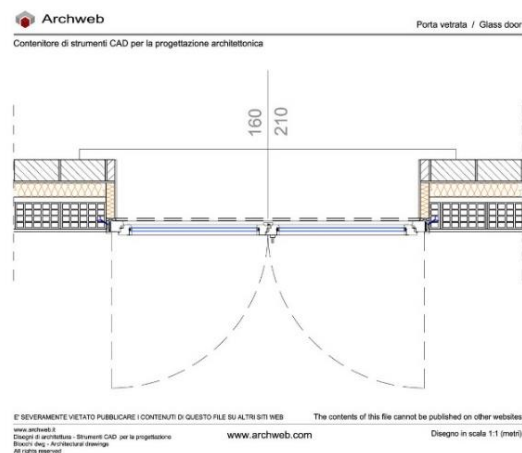 Archweb
Porta vetrata / Glass door
Contenitore di strumenti CAD per la progettazione architettonica
160
210
E' SEVERAMENTE VIETATO PUBBLICARE I CONTENUTI DI QUESTO FILE SU ALTRI SITI WEB
The contents of this file cannot be published on other websites
www.archweb.it
Disegni di architettura - Strumenti CAD per la progettazione
Blocchi dwg - Architectural drawings
All rights reserved
www.archweb.com
Disegno in scala 1:1 (metri)